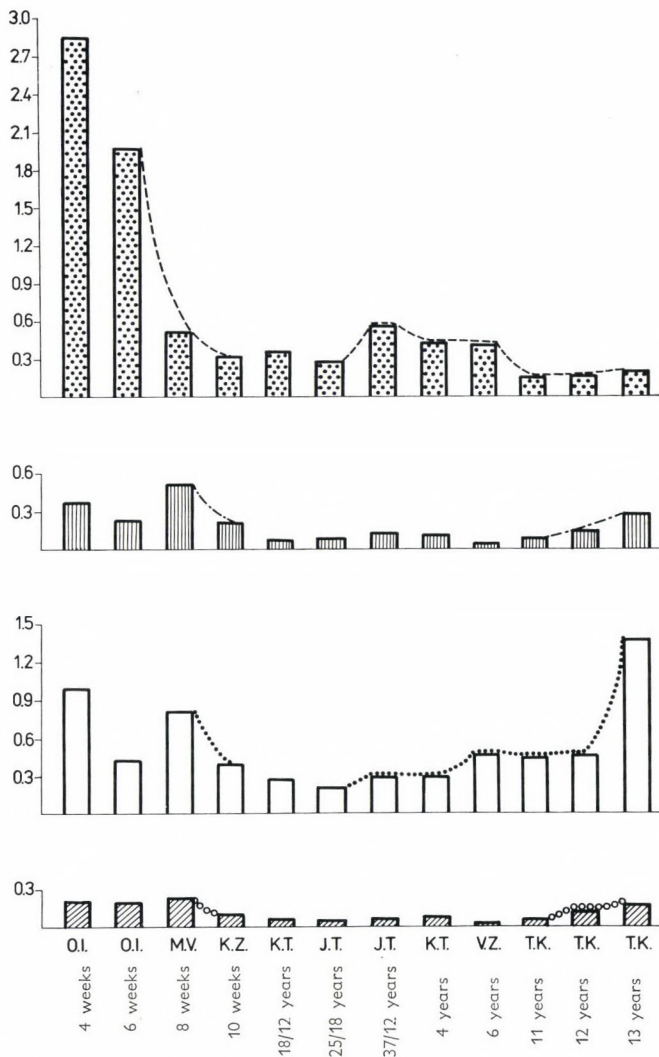 3.0
2.7
2.4
2.1
1.8
1.5
1.2
0.9
0.6
0.3
0.6
0.3
1.5
1.2
0.9
0.6
0.3
0.3
O.I. O.I. M.V. K.Z. K.T. J.T. J.T. K.T. V.Z. T.K. T.K. T.K.
4 weeks
6 weeks
8 weeks
10 weeks
18/12 years
25/18 years
37/12 years
4 years
6 years
11 years
12 years
13 years